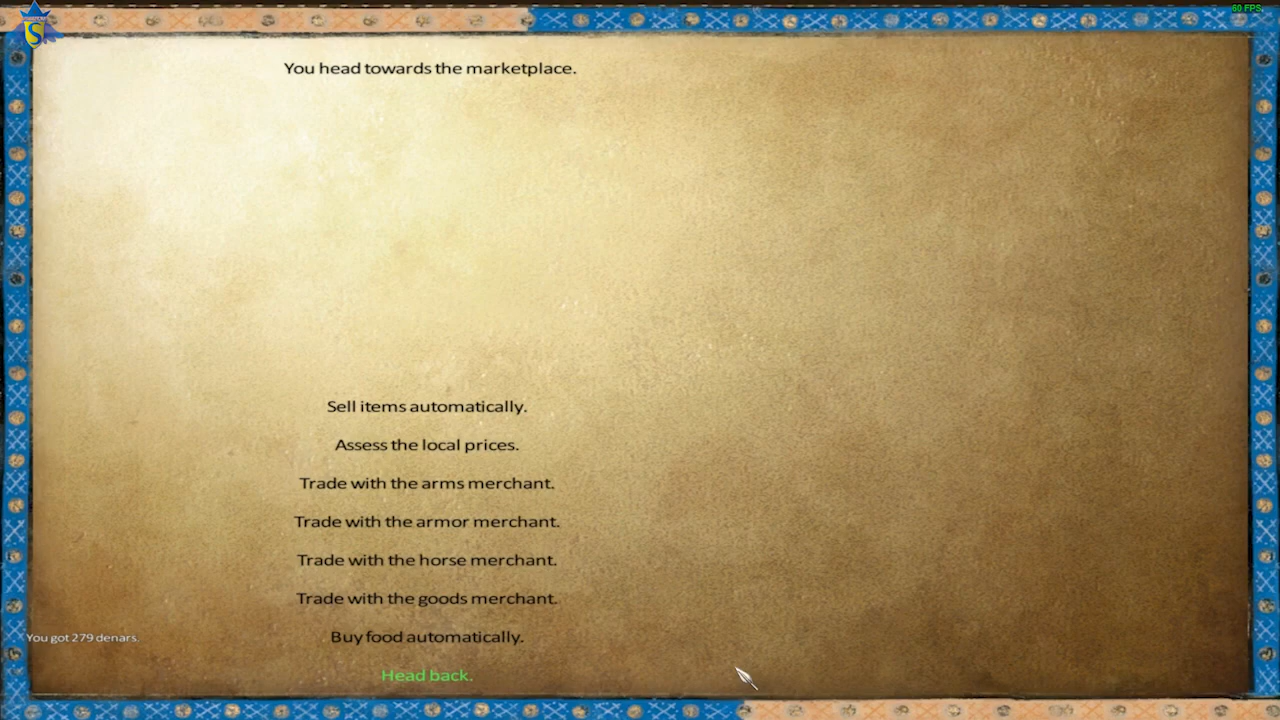 60 FPS
You head towards the marketplace.
Sell items automatically.
Assess the local prices.
Trade with the arms merchant.
Trade with the armor merchant.
Trade with the horse merchant.
Trade with the goods merchant.
You got 279 denars.
Buy food automatically.
Head back.